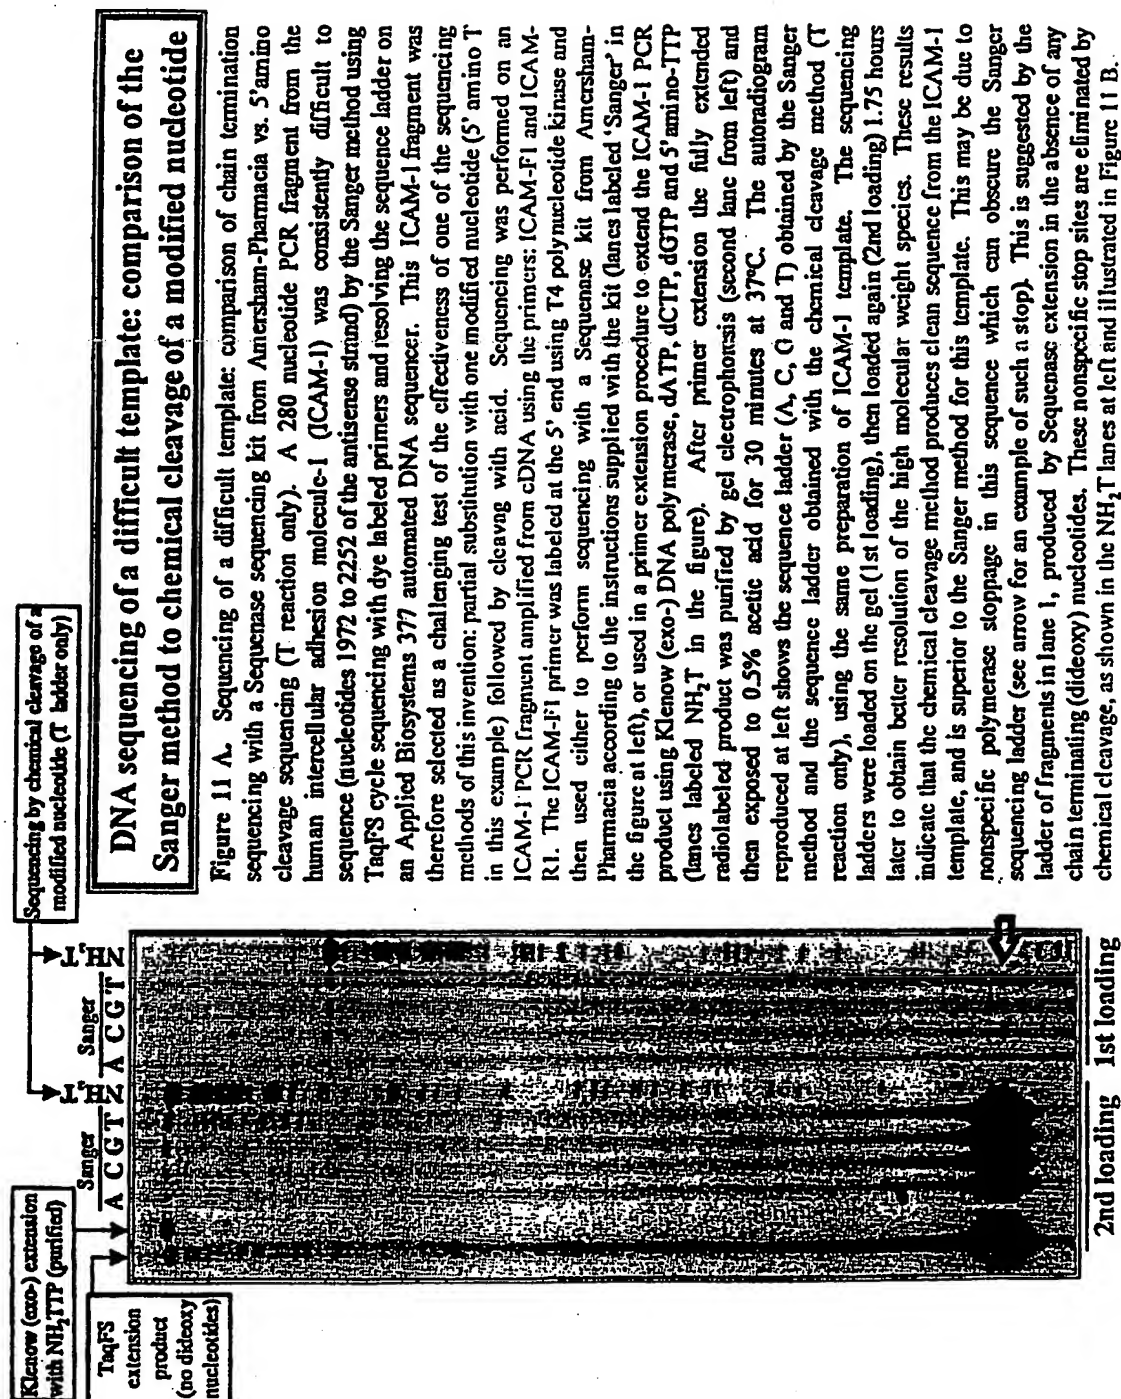 DNA sequencing of a difficult template: comparison of the
Sanger method to chemical cleavage of a modified nucleotide
Figure 11 A. Sequencing of a difficult template: comparison of chain termination
sequencing with a Sequenase sequencing kit from Amersham-Pharmacia vs. 5'amino
cleavage sequencing (T reaction only). A 280 nucleotide PCR fragment from the
human intercellular adhesion molecule-1 (ICAM-1) was consistently difficult to
sequence (nucleotides 1972 to 2252 of the antisense strand) by the Sanger method using
TaqFS cycle sequencing with dye labeled primers and resolving the sequence ladder on
an Applied Biosystems 377 automated DNA sequencer. This ICAM-1 fragment was
therefore selected as a challenging test of the effectiveness of one of the sequencing
methods of this invention: partial substitution with one modified nucleotide (5' amino T
in this example) followed by cleavng with acid. Sequencing was performed on an
ICAM-1 PCR fragment amplified from cDNA using the primers: ICAM-F1 and ICAM-
R1. The ICAM-F1 primer was labeled at the 5' end using T4 polynucleotide kinase and
then used either to perform sequencing with a Sequenase kit from Amersham-
Pharmacia according to the instructions supplied with the kit (lanes labeled 'Sanger' in
the figure at left), or used in a primer extension procedure to extend the ICAM-1 PCR
product using Klenow (exo-) DNA polymerase, dATP, dCTP, dGTP and 5' amino-TTP
(lanes labeled NH₂T in the figure). After primer extension the fully extended
radiolabeled product was purified by gel electrophoresis (second lane from left) and
then exposed to 0.5% acetic acid for 30 minutes at 37°C. The autoradiogram
reproduced at left shows the sequence ladder (A, C, G and T) obtained by the Sanger
method and the sequence ladder obtained with the chemical cleavage method (T
reaction only), using the same preparation of ICAM-1 template. The sequencing
ladders were loaded on the gel (1st loading), then loaded again (2nd loading) 1.75 hours
later to obtain better resolution of the high molecular weight species. These results
indicate that the chemical cleavage method produces clean sequence from the ICAM-1
template, and is superior to the Sanger method for this template. This may be due to
nonspecific polymerase stoppage in this sequence which can obscure the Sanger
sequencing ladder (see arrow for an example of such a stop). This is suggested by the
ladder of fragments in lane 1, produced by Sequenase extension in the absence of any
chain terminating (dideoxy) nucleotides. These nonspecific stop sites are eliminated by
chemical cleavage, as shown in the NH₂T lanes at left and illustrated in Figure 11 B.
Sequencing by chemical cleavage of a
modified nucleotide (T ladder only)
Klenow (exo-) extension
with NH₂TTP (purified)
TaqFS
extension
product
(no dideoxy
nucleotides)
Sanger
A C G T
NH₂T
Sanger
A C G T
NH₂T
2nd loading
1st loading